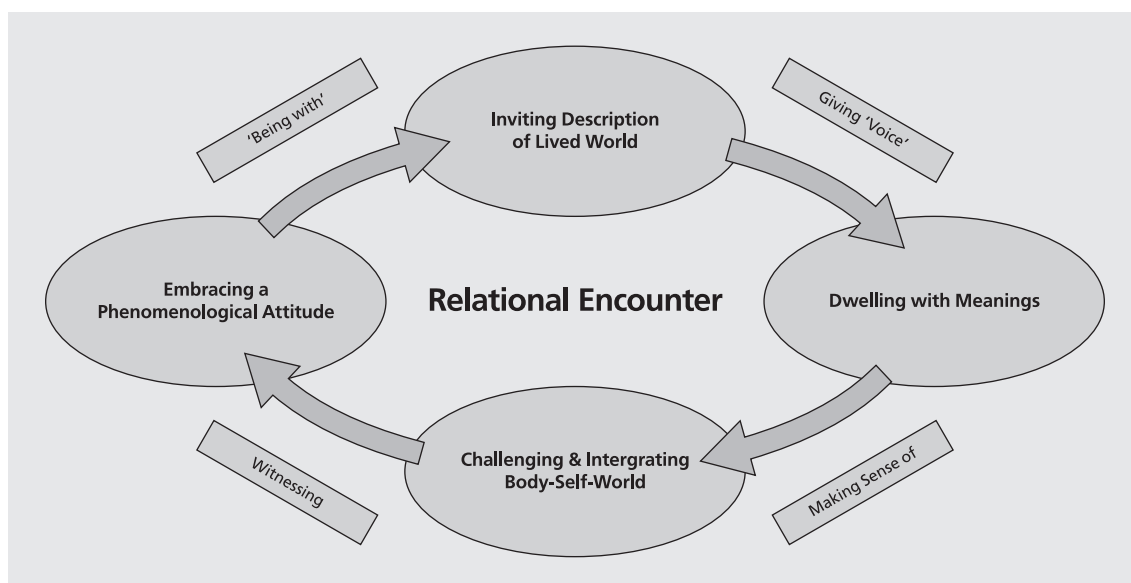 'Being with'
Inviting Description
of Lived World
Giving 'Voice'
Embracing a
Phenomenological Attitude
Relational Encounter
Dwelling with Meanings
Witnessing
Challenging & Intergrating
Body-Self-World
Making Sense of